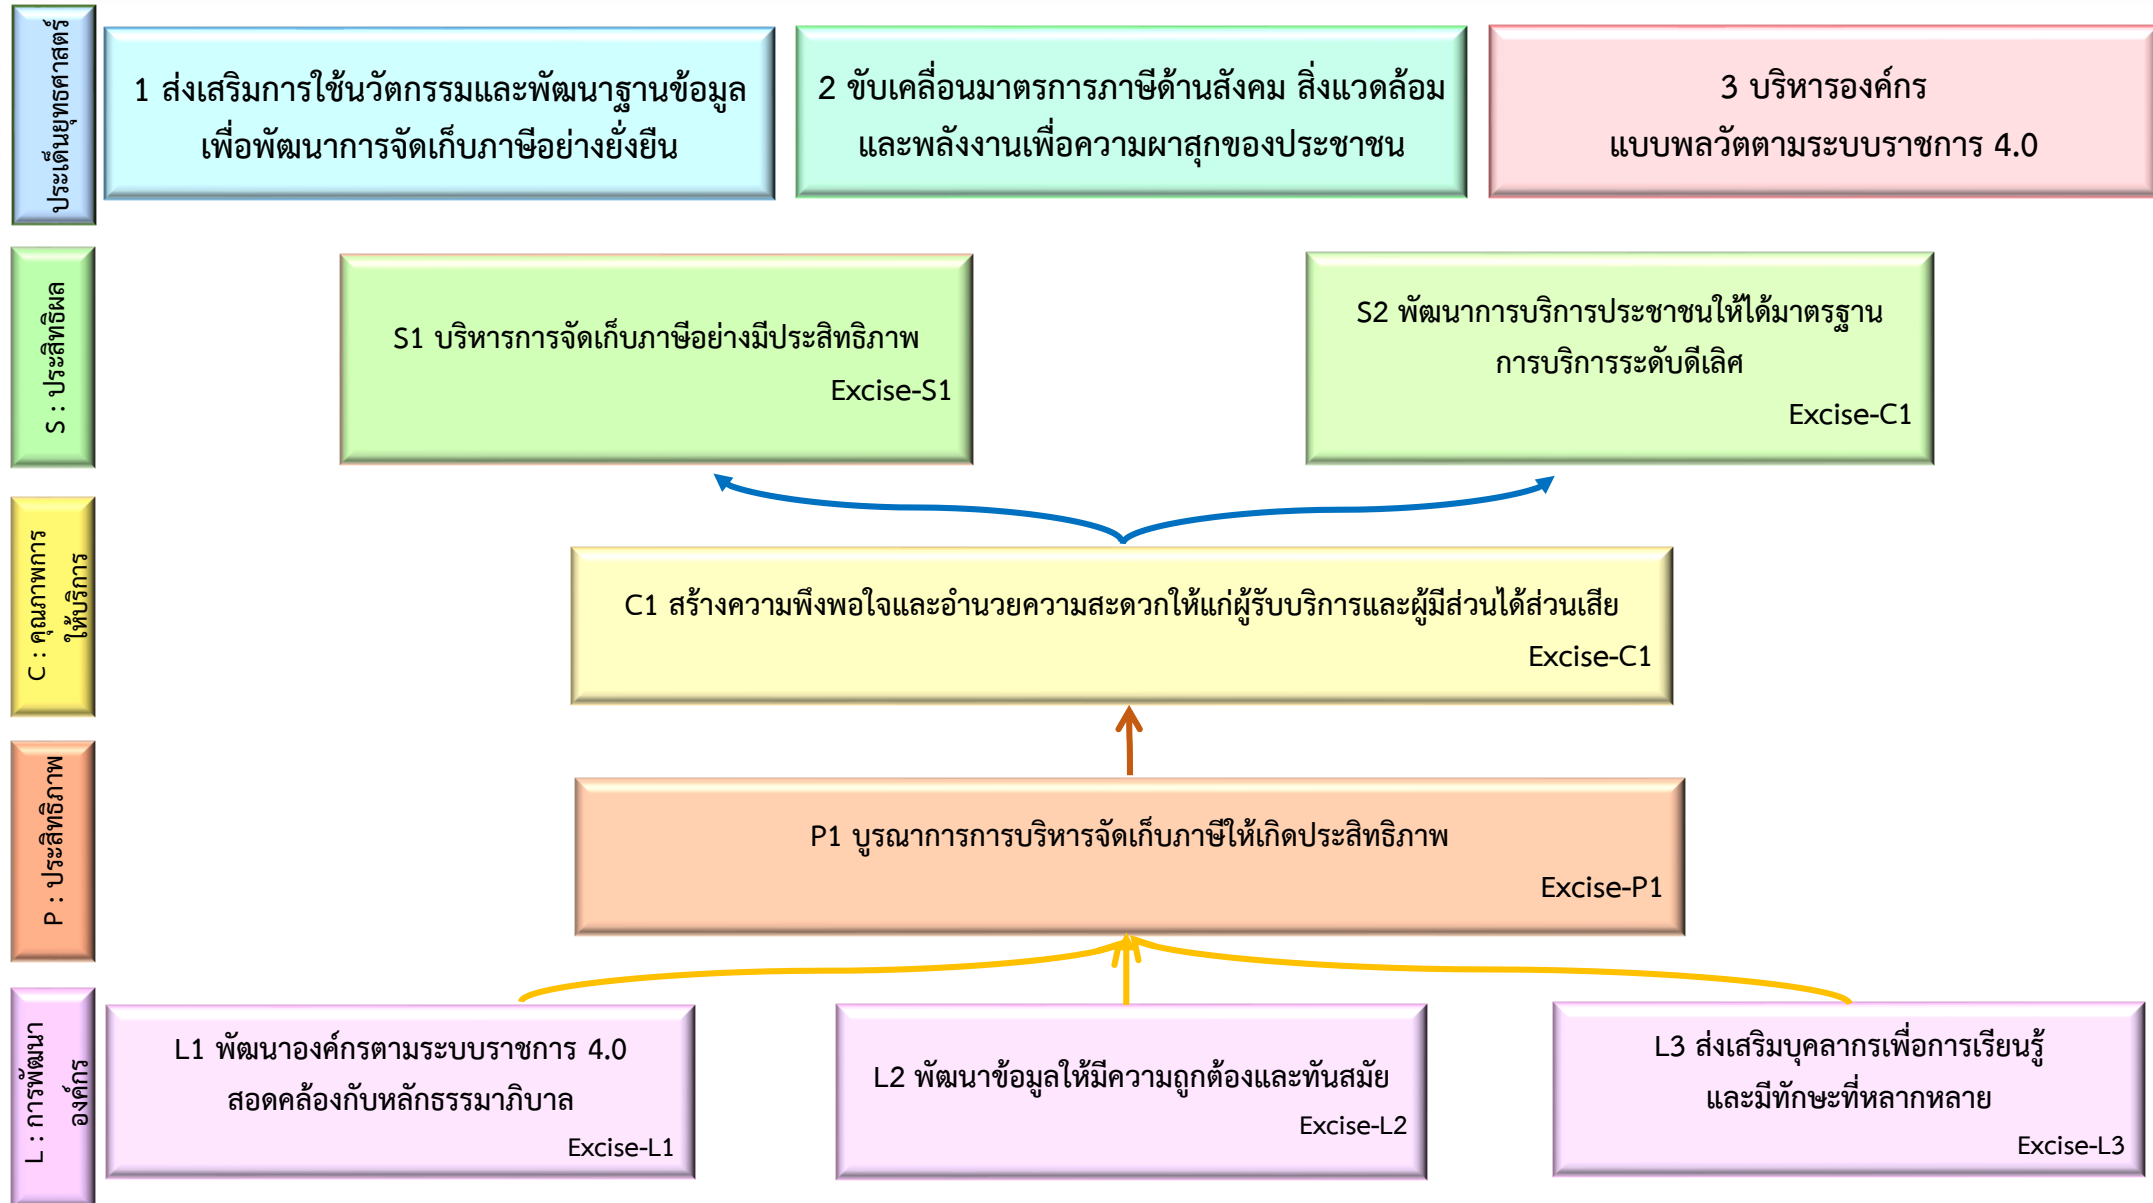 ประเด็นยุทธศาสตร์
1 ส่งเสริมการใช้นวัตกรรมและพัฒนาฐานข้อมูล
เพื่อพัฒนาการจัดเก็บภาษีอย่างยั่งยืน
2 ขับเคลื่อนมาตรการภาษีด้านสังคม สิ่งแวดล้อม
และพลังงานเพื่อความผาสุกของประชาชน
3 บริหารองค์กร
แบบพลวัตตามระบบราชการ 4.0
S : ประสิทธิผล
S1 บริหารการจัดเก็บภาษีอย่างมีประสิทธิภาพ
Excise-S1
S2 พัฒนาการบริการประชาชนให้ได้มาตรฐาน
การบริการระดับดีเลิศ
Excise-C1
C : คุณภาพการ
ให้บริการ
C1 สร้างความพึงพอใจและอำนวยความสะดวกให้แก่ผู้รับบริการและผู้มีส่วนได้ส่วนเสีย
Excise-C1
P : ประสิทธิภาพ
P1 บูรณาการการบริหารจัดเก็บภาษีให้เกิดประสิทธิภาพ
Excise-P1
L : การพัฒนา
องค์กร
L1 พัฒนาองค์กรตามระบบราชการ 4.0
สอดคล้องกับหลักธรรมาภิบาล
Excise-L1
L2 พัฒนาข้อมูลให้มีความถูกต้องและทันสมัย
Excise-L2
L3 ส่งเสริมบุคลากรเพื่อการเรียนรู้
และมีทักษะที่หลากหลาย
Excise-L3